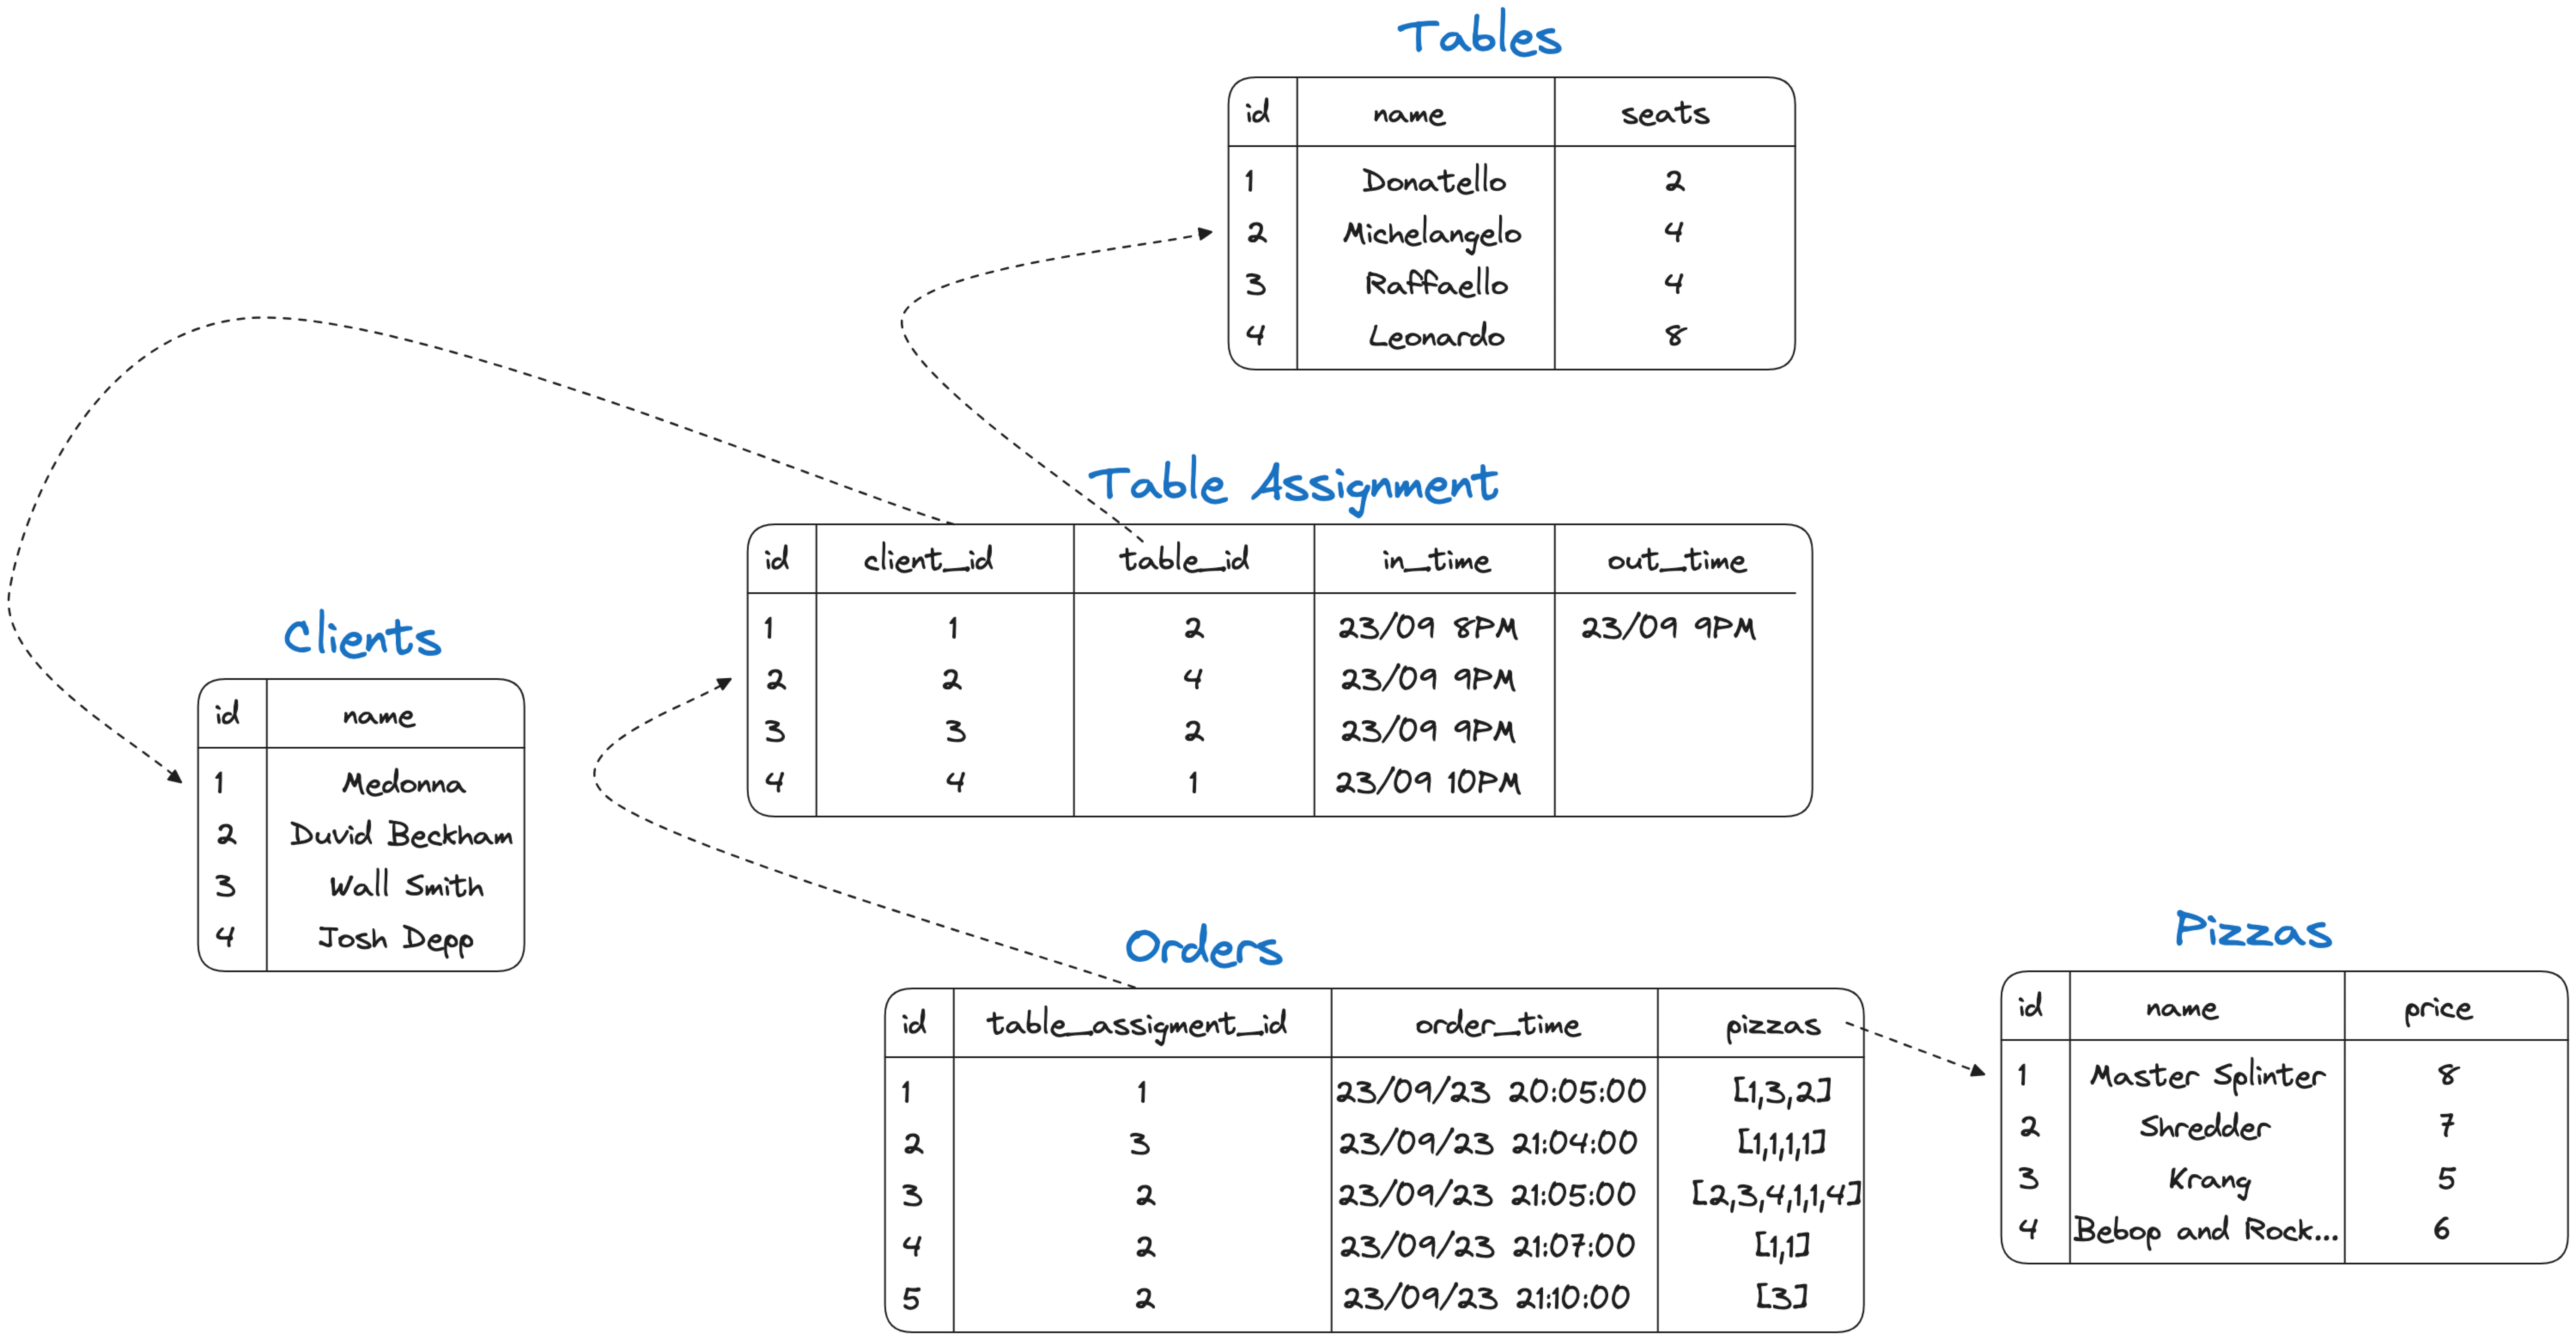 Tables
id name seats
1 Donatello 2
2 Michelangelo 4
3 Raffaello 4
4 Leonardo 8
Table Assignment
id client_id table_id in_time out_time
1 1 2 23/09 8PM 23/09 9PM
2 2 4 23/09 9PM
3 3 2 23/09 9PM
4 4 1 23/09 10PM
Clients
id name
1 Medonna
2 Duvid Beckham
3 Wall Smith
4 Josh Depp
Orders
id table_assigment_id order_time pizzas
1 1 23/09/23 20:05:00 [1,3,2]
2 3 23/09/23 21:04:00 [1,1,1,1]
3 2 23/09/23 21:05:00 [2,3,4,1,1,4]
4 2 23/09/23 21:07:00 [1,1]
5 2 23/09/23 21:10:00 [3]
Pizzas
id name price
1 Master Splinter 8
2 Shredder 7
3 Krang 5
4 Bebop and Rock... 6